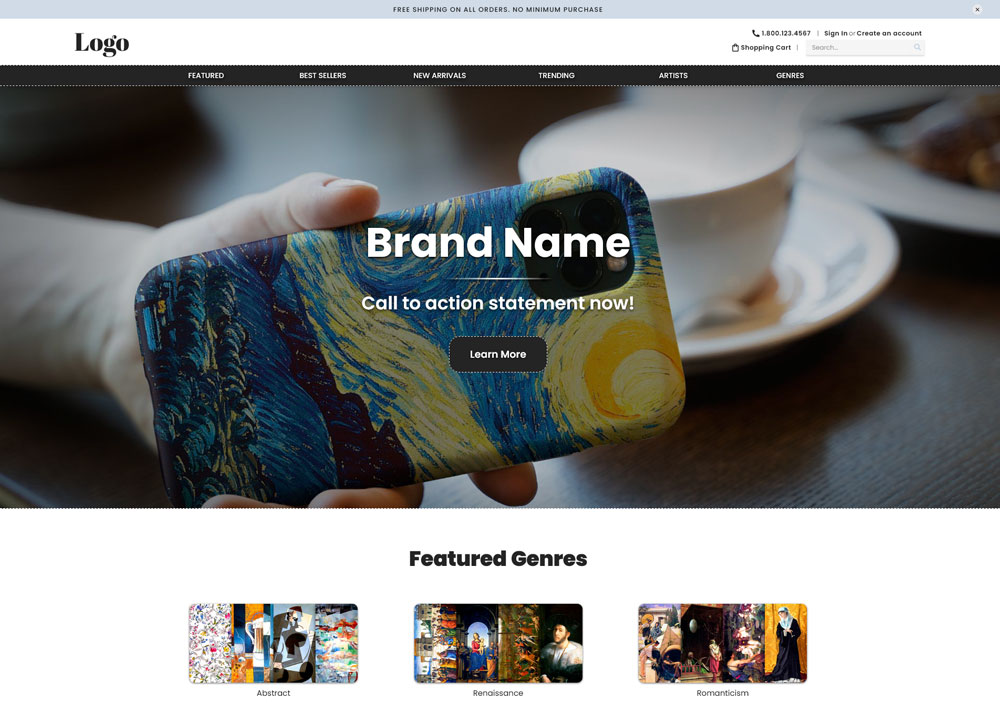 FREE SHIPPING ON ALL ORDERS. NO MINIMUM PURCHASE
Logo
1.800.123.4567 | Sign In or Create an account
Shopping Cart |
Search...
FEATURED BEST SELLERS NEW ARRIVALS TRENDING ARTISTS GENRES
Brand Name
Call to action statement now!
Learn More
Featured Genres
Abstract Renaissance Romanticism